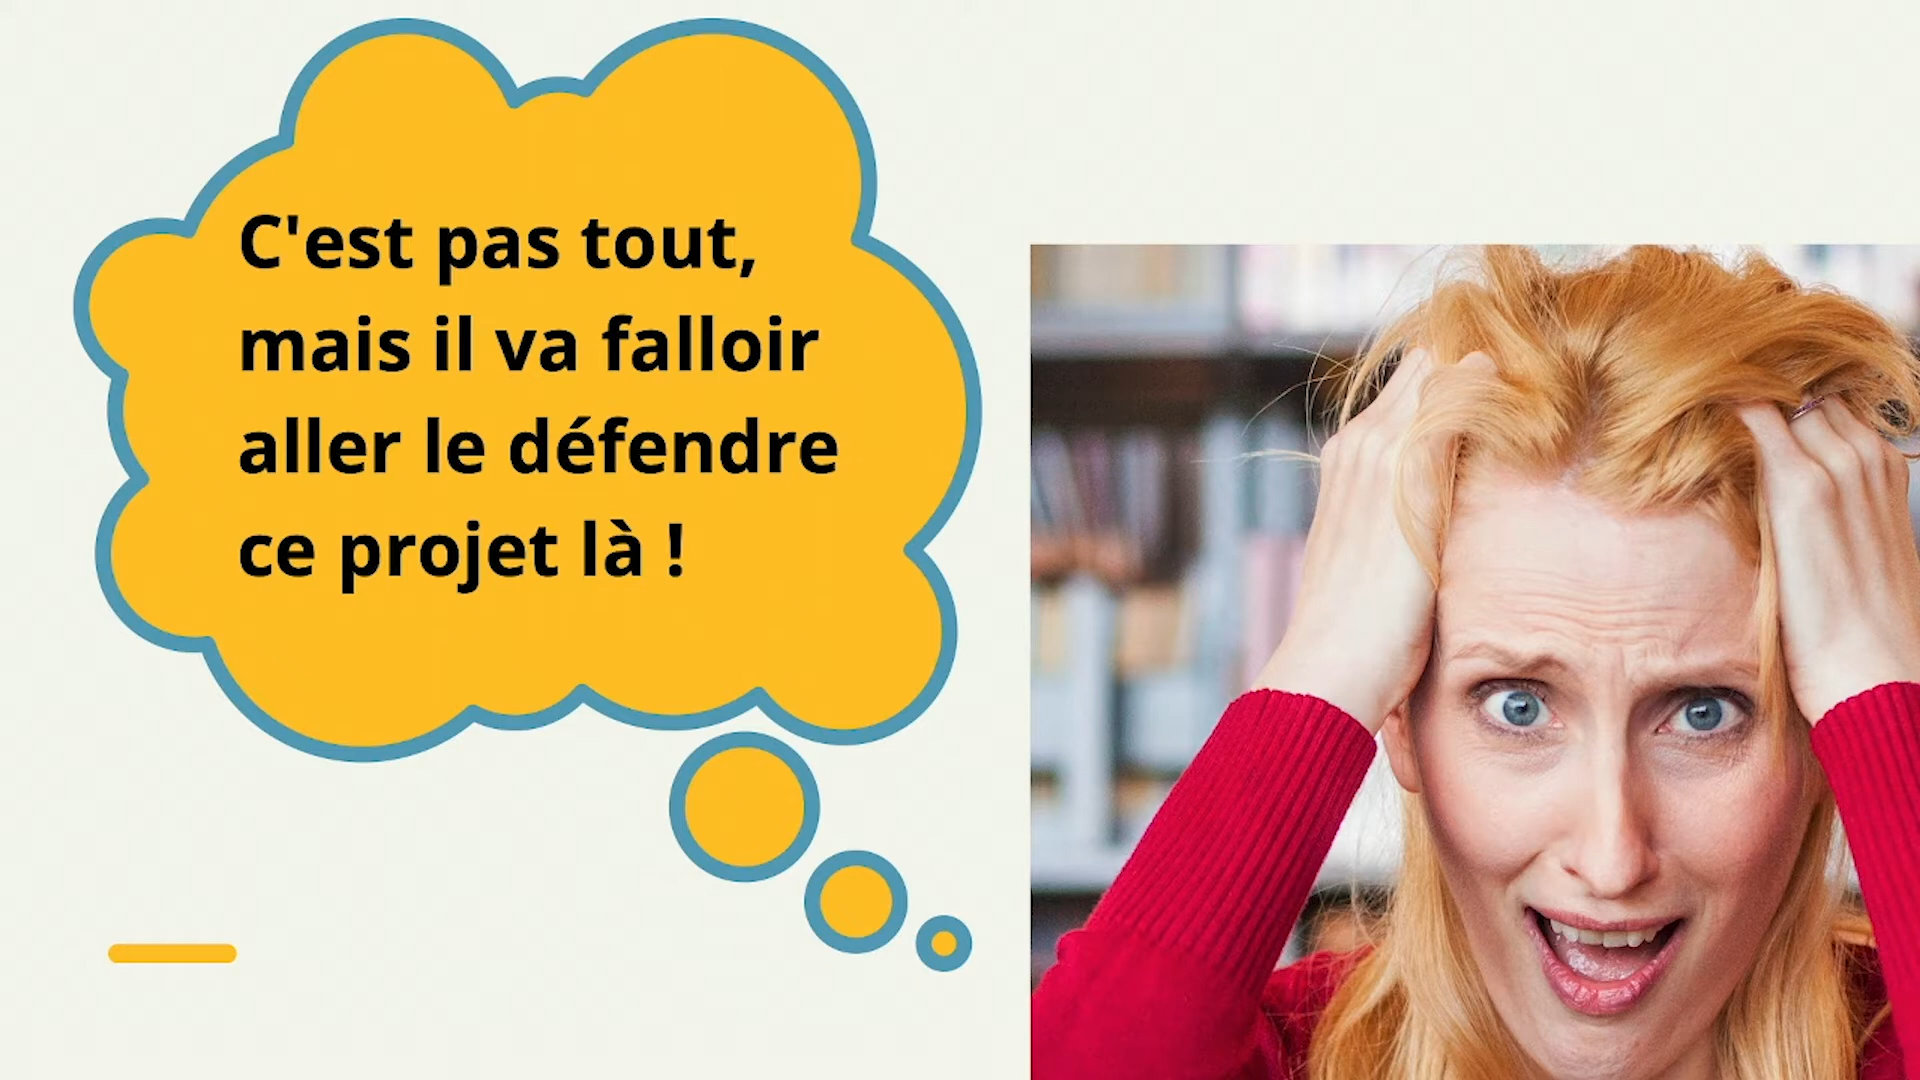 C'est pas tout,
mais il va falloir
aller le défendre
ce projet là !